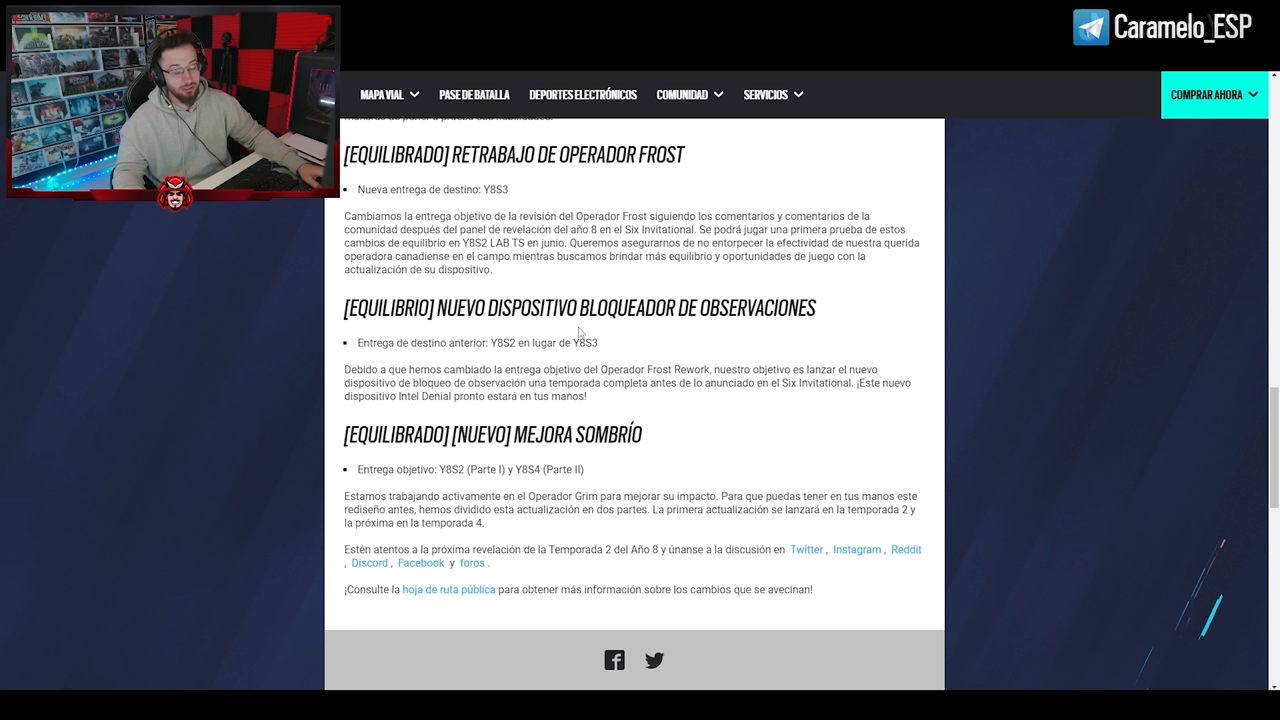 Caramelo_ESP
MAPA VIAL
PASE DE BATALLA
DEPORTES ELECTRÓNICOS
COMUNIDAD
SERVICIOS
COMPRAR AHORA
[EQUILIBRADO] RETRABAJO DE OPERADOR FROST
Nueva entrega de destino: Y8S3
Cambiamos la entrega objetivo de la revisión del Operador Frost siguiendo los comentarios y comentarios de la
comunidad después del panel de revelación del año 8 en el Six Invitational. Se podrá jugar una primera prueba de estos
cambios de equilibrio en Y8S2 LAB TS en junio. Queremos asegurarnos de no entorpecer la efectividad de nuestra querida
operadora canadiense en el campo mientras buscamos brindar más equilibrio y oportunidades de juego con la
actualización de su dispositivo.
[EQUILIBRIO] NUEVO DISPOSITIVO BLOQUEADOR DE OBSERVACIONES
Entrega de destino anterior: Y8S2 en lugar de Y8S3
Debido a que hemos cambiado la entrega objetivo del Operador Frost Rework, nuestro objetivo es lanzar el nuevo
dispositivo de bloqueo de observación una temporada completa antes de lo anunciado en el Six Invitational. ¡Este nuevo
dispositivo Intel Denial pronto estará en tus manos!
[EQUILIBRADO] [NUEVO] MEJORA SOMBRÍO
Entrega objetivo: Y8S2 (Parte I) y Y8S4 (Parte II)
Estamos trabajando activamente en el Operador Grim para mejorar su impacto. Para que puedas tener en tus manos este
rediseño antes, hemos dividido esta actualización en dos partes. La primera actualización se lanzará en la temporada 2 y
la próxima en la temporada 4.
Estén atentos a la próxima revelación de la Temporada 2 del Año 8 y únanse a la discusión en Twitter , Instagram , Reddit
, Discord , Facebook y foros .
¡Consulte la hoja de ruta pública para obtener más información sobre los cambios que se avecinan!